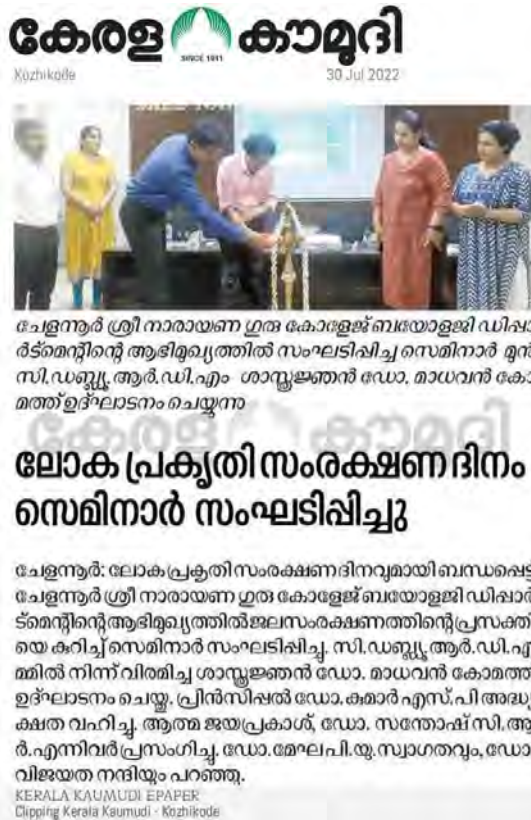 കേരള കൗമുദി
SINCE 1911
Kozhikode 30 Jul 2022
ചേളന്നൂർ ശ്രീ നാരായണ ഗുരു കോളേജ് ബയോളജി ഡിപ്പാ
ർട്മെന്റിന്റെ ആഭിമുഖ്യത്തിൽ സംഘടിപ്പിച്ച സെമിനാർ മുൻ
സി.ഡബ്ല്യു.ആർ.ഡി.എം ശാസ്ത്രജ്ഞൻ ഡോ. മാധവൻ കോ
മത്ത് ഉദ്ഘാടനം ചെയ്യുന്നു
കേരള കൗമുദി
ലോക പ്രകൃതി സംരക്ഷണ ദിനം
സെമിനാർ സംഘടിപ്പിച്ചു
ചേളന്നൂർ: ലോക പ്രകൃതി സംരക്ഷണ ദിനവുമായി ബന്ധപ്പെട്ട്
ചേളന്നൂർ ശ്രീ നാരായണ ഗുരു കോളേജ് ബയോളജി ഡിപ്പാർ
ട്മെന്റിന്റെ ആഭിമുഖ്യത്തിൽ ജലസംരക്ഷണത്തിന്റെ പ്രസക്തി
യെ കുറിച്ച് സെമിനാർ സംഘടിപ്പിച്ചു. സി.ഡബ്ല്യു.ആർ.ഡി.എ
മ്മിൽ നിന്ന് വിരമിച്ച ശാസ്ത്രജ്ഞൻ ഡോ. മാധവൻ കോമത്ത്
ഉദ്ഘാടനം ചെയ്തു. പ്രിൻസിപ്പൽ ഡോ.കുമാർ എസ്.പി അദ്ധ്യ
ക്ഷത വഹിച്ചു. ആത്മ ജയപ്രകാശ്, ഡോ. സന്തോഷ് സി.ആ
ർ.എന്നിവർ പ്രസംഗിച്ചു. ഡോ.മേഘ പി.യു.സ്വാഗതവും, ഡോ.
വിജയത നന്ദിയും പറഞ്ഞു.
KERALA KAUMUDI EPAPER
Clipping Kerala Kaumudi - Kozhikode